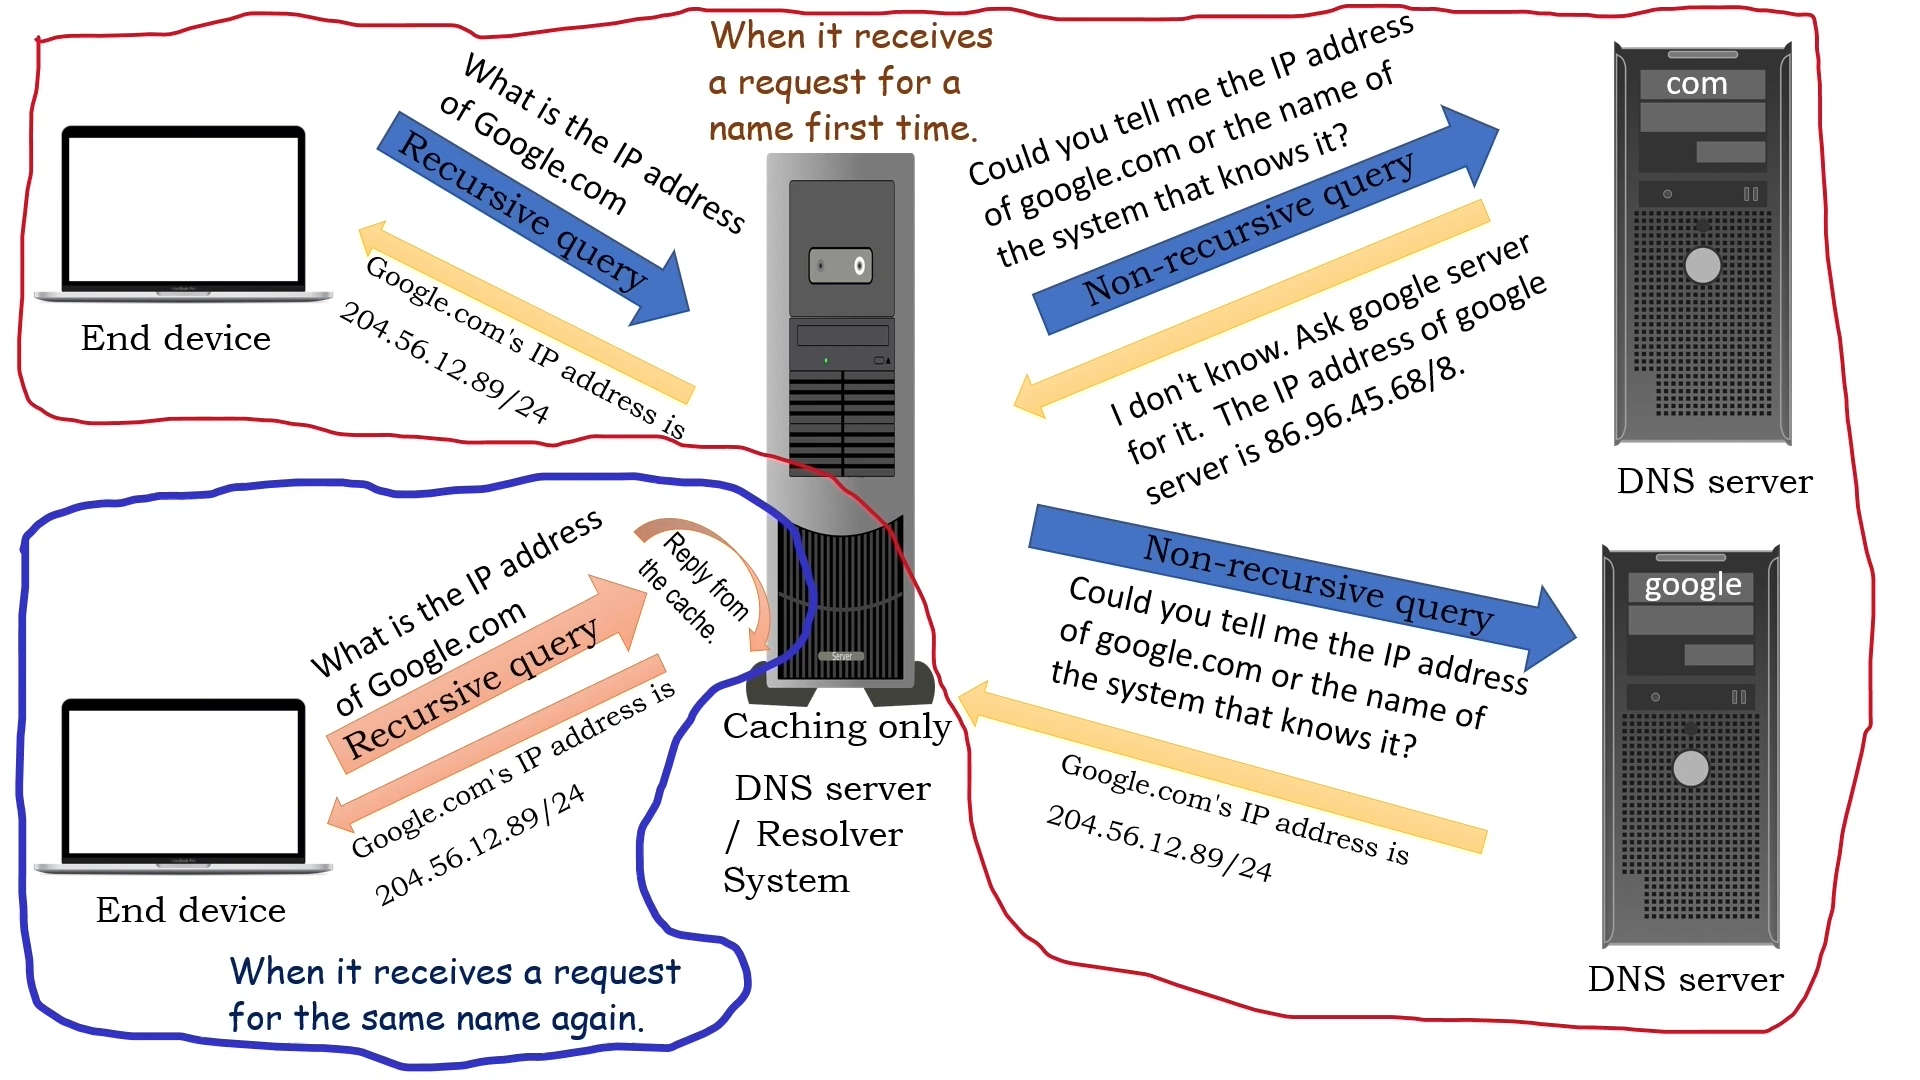 When it receives
a request for a
name first time.
What is the IP address
of Google.com
Recursive query
Google.com's IP address is
204.56.12.89/24
End device
Could you tell me the IP address
of google.com or the name of
the system that knows it?
Non-recursive query
I don't know. Ask google server
for it. The IP address of google
server is 86.96.45.68/8.
com
DNS server
What is the IP address
of Google.com
Recursive query
Reply from
the cache.
Google.com's IP address is
204.56.12.89/24
End device
When it receives a request
for the same name again.
Server
Caching only
DNS server
/ Resolver
System
Non-recursive query
Could you tell me the IP address
of google.com or the name of
the system that knows it?
Google.com's IP address is
204.56.12.89/24
google
DNS server